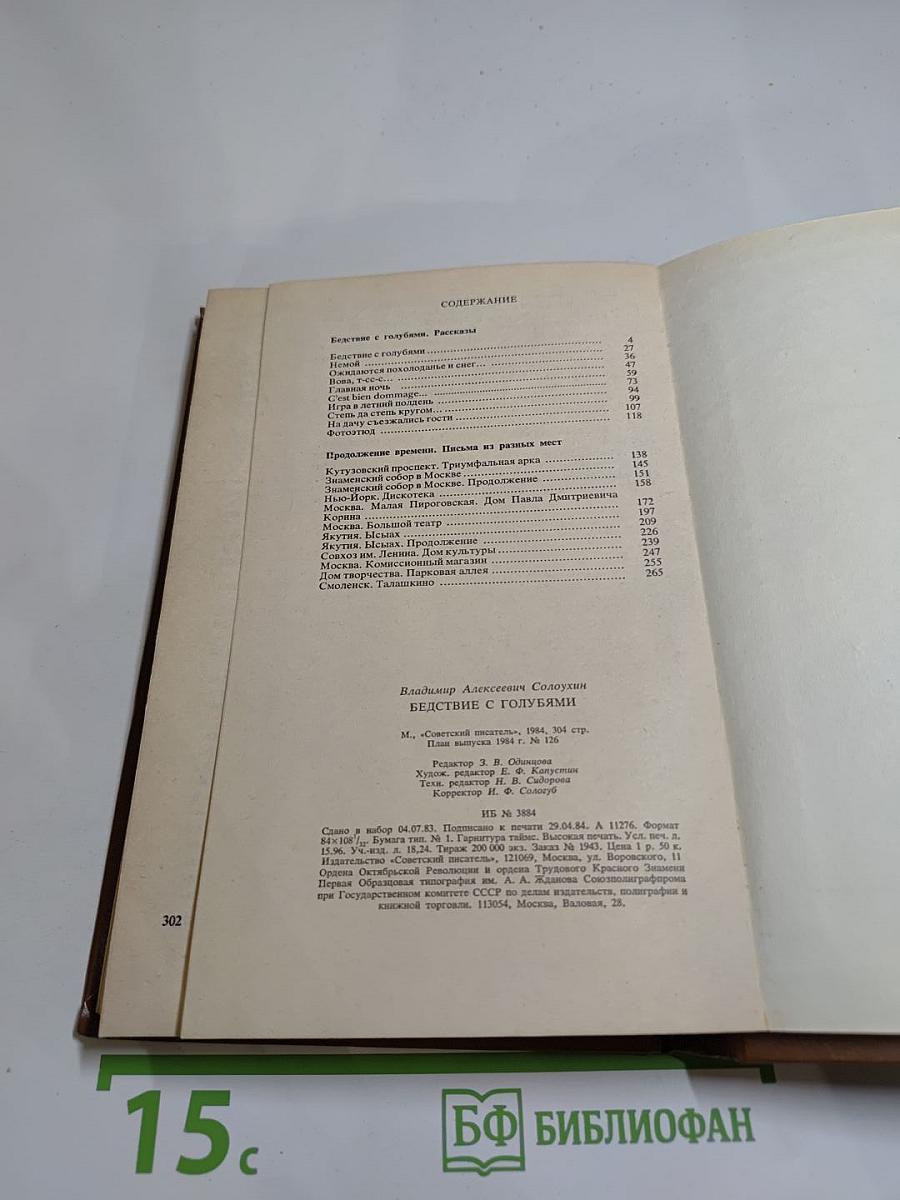 СОДЕРЖАНИЕ
Бедствие с голубями. Рассказы
Бедствие с голубями 4
Немой 27
Ожидаются похолоданье и снег... 36
Вова, т-сс-с... 47
Главная ночь 59
C'est bien dommage... 73
Игра в летний полдень 94
Степь да степь кругом... 99
На дачу съезжались гости 107
Фотоэтюд 118
Продолжение времени. Письма из разных мест
Кутузовский проспект. Триумфальная арка 138
Знаменский собор в Москве 145
Знаменский собор в Москве. Продолжение 151
Нью-Йорк. Дискотека 158
Москва. Малая Пироговская. Дом Павла Дмитриевича
Корина 172
Москва. Большой театр 197
Якутия. Ысыах 209
Якутия. Ысыах. Продолжение 226
Совхоз им. Ленина. Дом культуры 239
Москва. Комиссионный магазин 247
Дом творчества. Парковая аллея 255
Смоленск. Талашкино 265
Владимир Алексеевич Солоухин
БЕДСТВИЕ С ГОЛУБЯМИ
М., «Советский писатель», 1984, 304 стр.
План выпуска 1984 г. № 126
Редактор З. В. Одинцова
Худож. редактор Е. Ф. Капустин
Техн. редактор Н. В. Сидорова
Корректор И. Ф. Сологуб
ИБ № 3884
Сдано в набор 04.07.83. Подписано к печати 29.04.84. А 11276. Формат
84×108 1/32. Бумага тип. № 1. Гарнитура таймс. Высокая печать. Усл. печ. л.
15.96. Уч.-изд. л. 18,24. Тираж 200 000 экз. Заказ № 1943. Цена 1 р. 50 к.
Издательство «Советский писатель», 121069, Москва, ул. Воровского, 11
Ордена Октябрьской Революции и ордена Трудового Красного Знамени
Первая Образцовая типография им. А. А. Жданова Союзполиграфпрома
при Государственном комитете СССР по делам издательств, полиграфии и
книжной торговли. 113054, Москва, Валовая, 28.
302
15 с
БФ БИБЛИОФАН